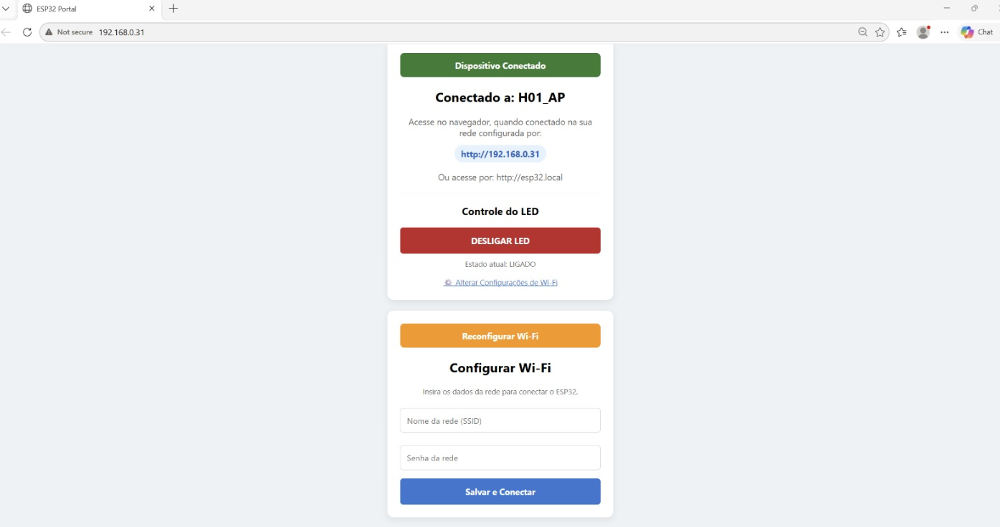 ESP32 Portal
Not secure 192.168.0.31
Chat
Dispositivo Conectado
Conectado a: H01_AP
Acesse no navegador, quando conectado na sua
rede configurada por:
http://192.168.0.31
Ou acesse por: http://esp32.local
Controle do LED
DESLIGAR LED
Estado atual: LIGADO
Alterar Configurações de Wi-Fi
Reconfigurar Wi-Fi
Configurar Wi-Fi
Insira os dados da rede para conectar o ESP32.
Nome da rede (SSID)
Senha da rede
Salvar e Conectar